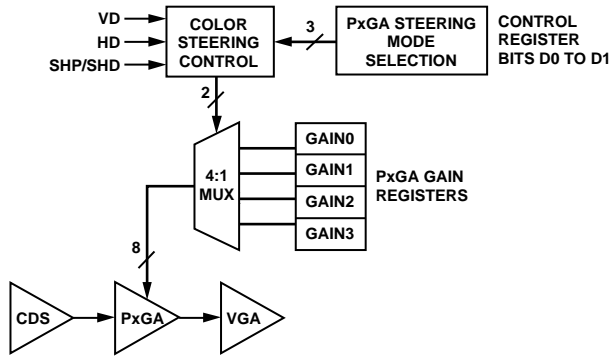 VD
HD
SHP/SHD
COLOR
STEERING
CONTROL
3
PxGA STEERING
MODE
SELECTION
CONTROL
REGISTER
BITS D0 TO D1
2
4:1
MUX
GAIN0
GAIN1
GAIN2
GAIN3
PxGA GAIN
REGISTERS
8
CDS
PxGA
VGA